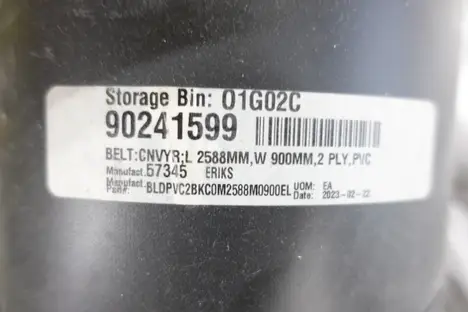 Storage Bin: 01G02C
90241599
BELT:CNVYR;L 2588MM,W 900MM,2 PLY,PVC
Manufact. 57345 ERIKS
Manufact. Part#: BLDPVC2BKC0M2588M0900EL UOM: EA
Date: 2023-02-22